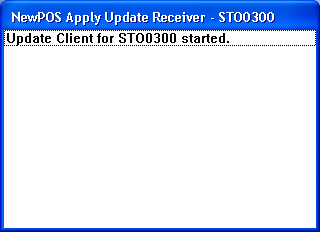 NewPOS Apply Update Receiver - STO0300
Update Client for STO0300 started.